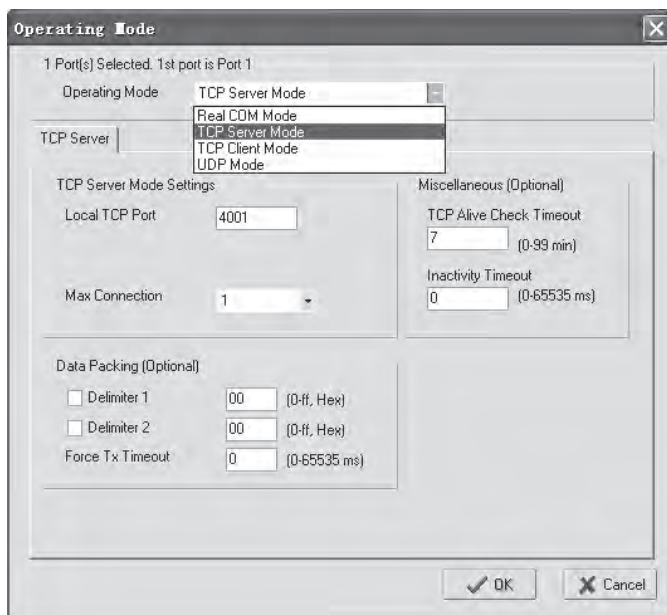 Operating Mode
1 Port(s) Selected. 1st port is Port 1
Operating Mode
TCP Server Mode
Real COM Mode
TCP Server Mode
TCP Client Mode
UDP Mode
TCP Server
TCP Server Mode Settings
Local TCP Port
4001
Max Connection
1
Miscellaneous (Optional)
TCP Alive Check Timeout
7 (0-99 min)
Inactivity Timeout
0 (0-65535 ms)
Data Packing (Optional)
Delimiter 1 00 (0-ff, Hex)
Delimiter 2 00 (0-ff, Hex)
Force Tx Timeout 0 (0-65535 ms)
OK
Cancel